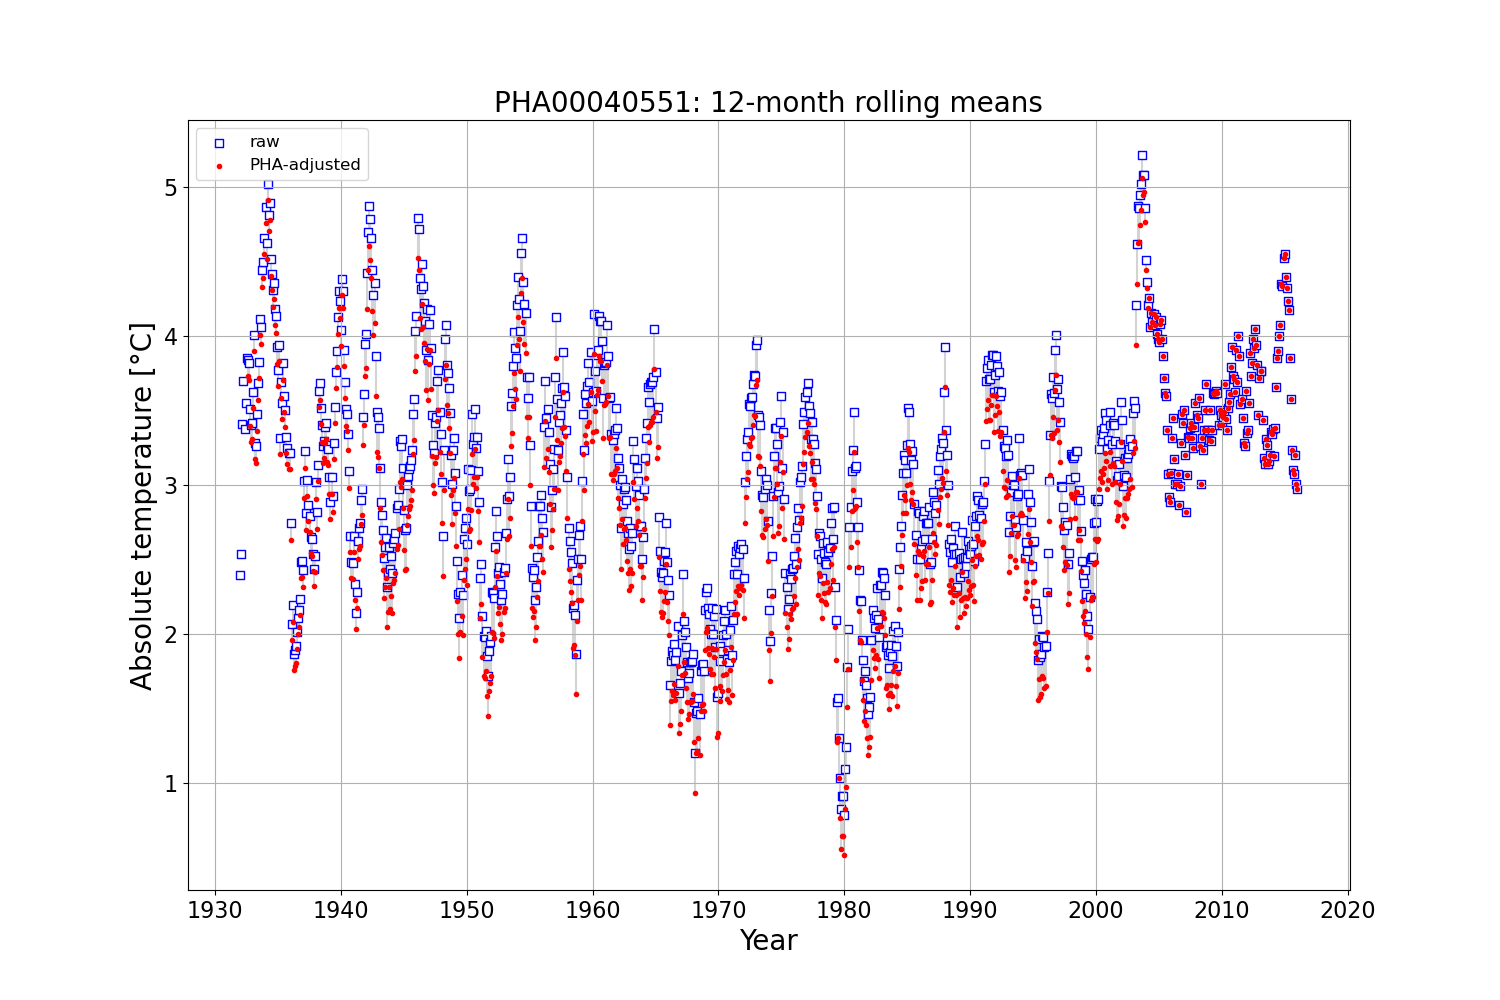 PHA00040551: 12-month rolling means
raw
PHA-adjusted
Absolute temperature [°C]
5
4
3
2
1
1930 1940 1950 1960 1970 1980 1990 2000 2010 2020
Year